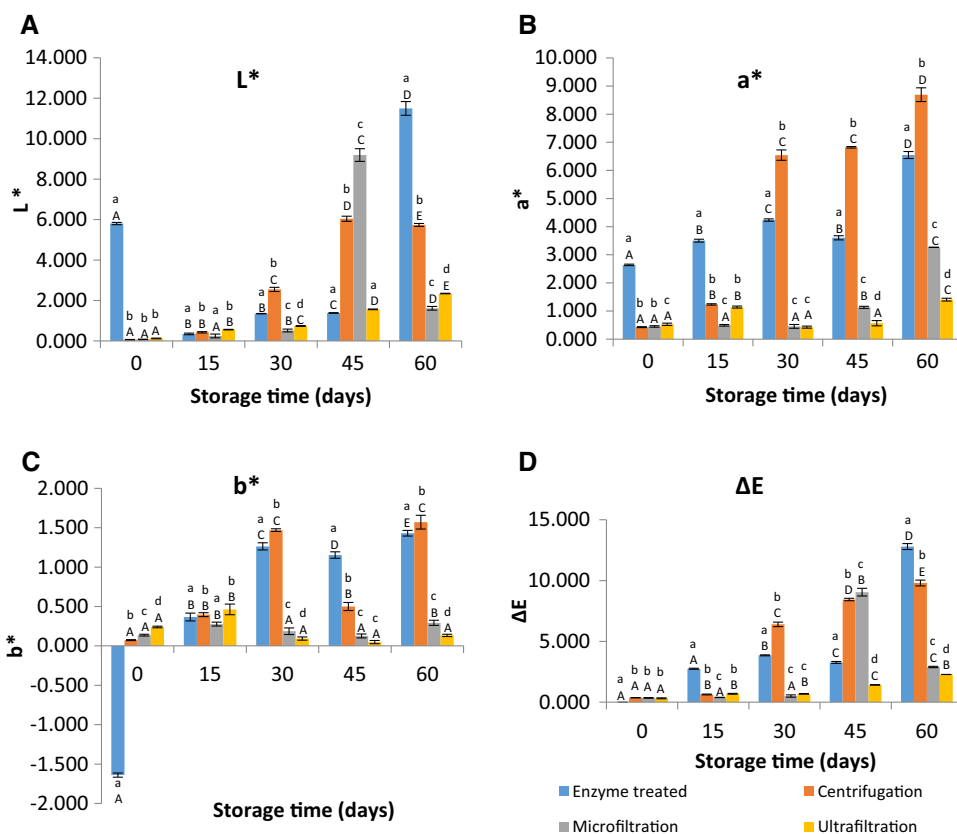 A
L*
14.000
12.000
10.000
8.000
6.000
4.000
2.000
0.000
L*
a b b b
A A A A
a a a b
B B A B
a b c d
B C D C
a b c a
C D C D
a b c d
D E D E
0 15 30 45 60
Storage time (days)
B
a*
10.000
9.000
8.000
7.000
6.000
5.000
4.000
3.000
2.000
1.000
0.000
a*
a b b c
A A A A
a b c b
B B A B
a b c c
C C A A
a b c d
B C B A
a b c d
D D C C
0 15 30 45 60
Storage time (days)
C
b*
2.000
1.500
1.000
0.500
0.000
-0.500
-1.000
-1.500
-2.000
b*
a b c d
A A A A
a b a b
B B B B
a b c d
C C A A
a b c c
D B A A
a b c d
E C B A
0 15 30 45 60
Storage time (days)
D
ΔE
15.000
10.000
5.000
0.000
ΔE
a b b b
A A A A
a b c b
A B A B
a b c c
B C A B
a b c d
C D B C
a b c d
D E C B
0 15 30 45 60
Storage time (days)
Enzyme treated
Centrifugation
Microfiltration
Ultrafiltration